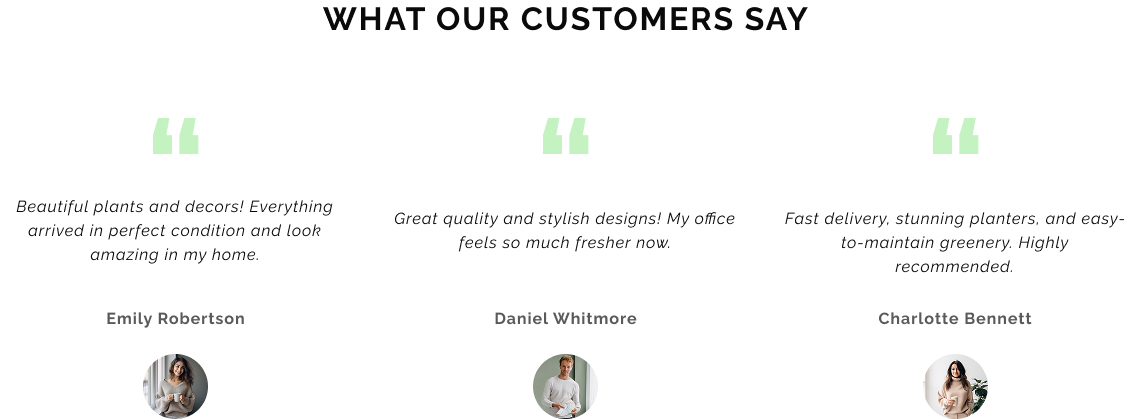 WHAT OUR CUSTOMERS SAY
“
Beautiful plants and decors! Everything
arrived in perfect condition and look
amazing in my home.
Emily Robertson
“
Great quality and stylish designs! My office
feels so much fresher now.
Daniel Whitmore
“
Fast delivery, stunning planters, and easy-
to-maintain greenery. Highly
recommended.
Charlotte Bennett